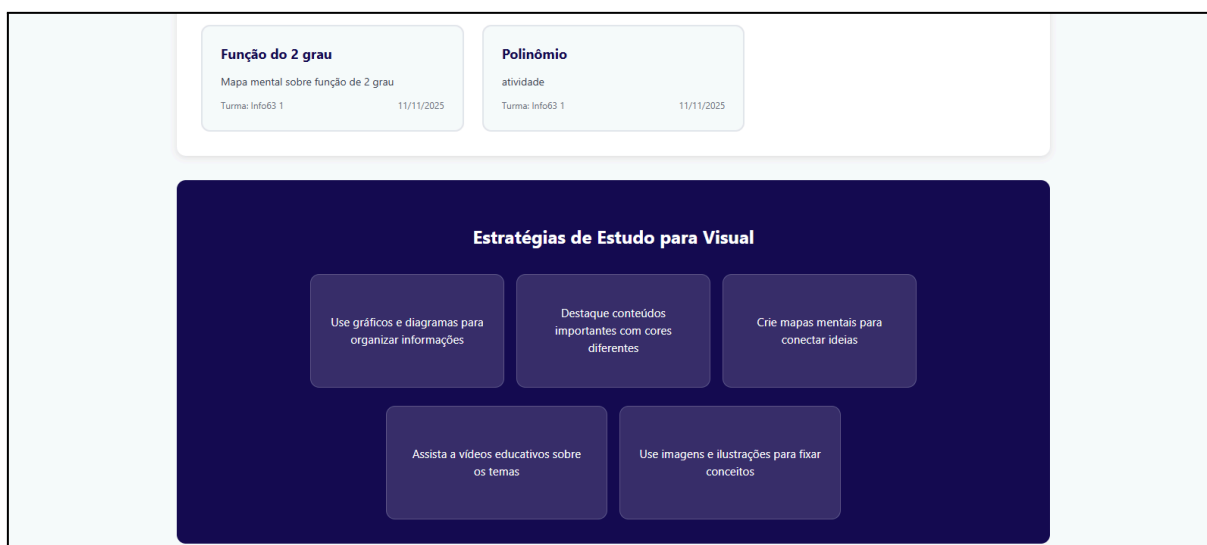 Função do 2 grau
Mapa mental sobre função de 2 grau
Turma: Info63 1
11/11/2025
Polinômio
atividade
Turma: Info63 1
11/11/2025
Estratégias de Estudo para Visual
Use gráficos e diagramas para
organizar informações
Destaque conteúdos
importantes com cores
diferentes
Crie mapas mentais para
conectar ideias
Assista a vídeos educativos sobre
os temas
Use imagens e ilustrações para fixar
conceitos